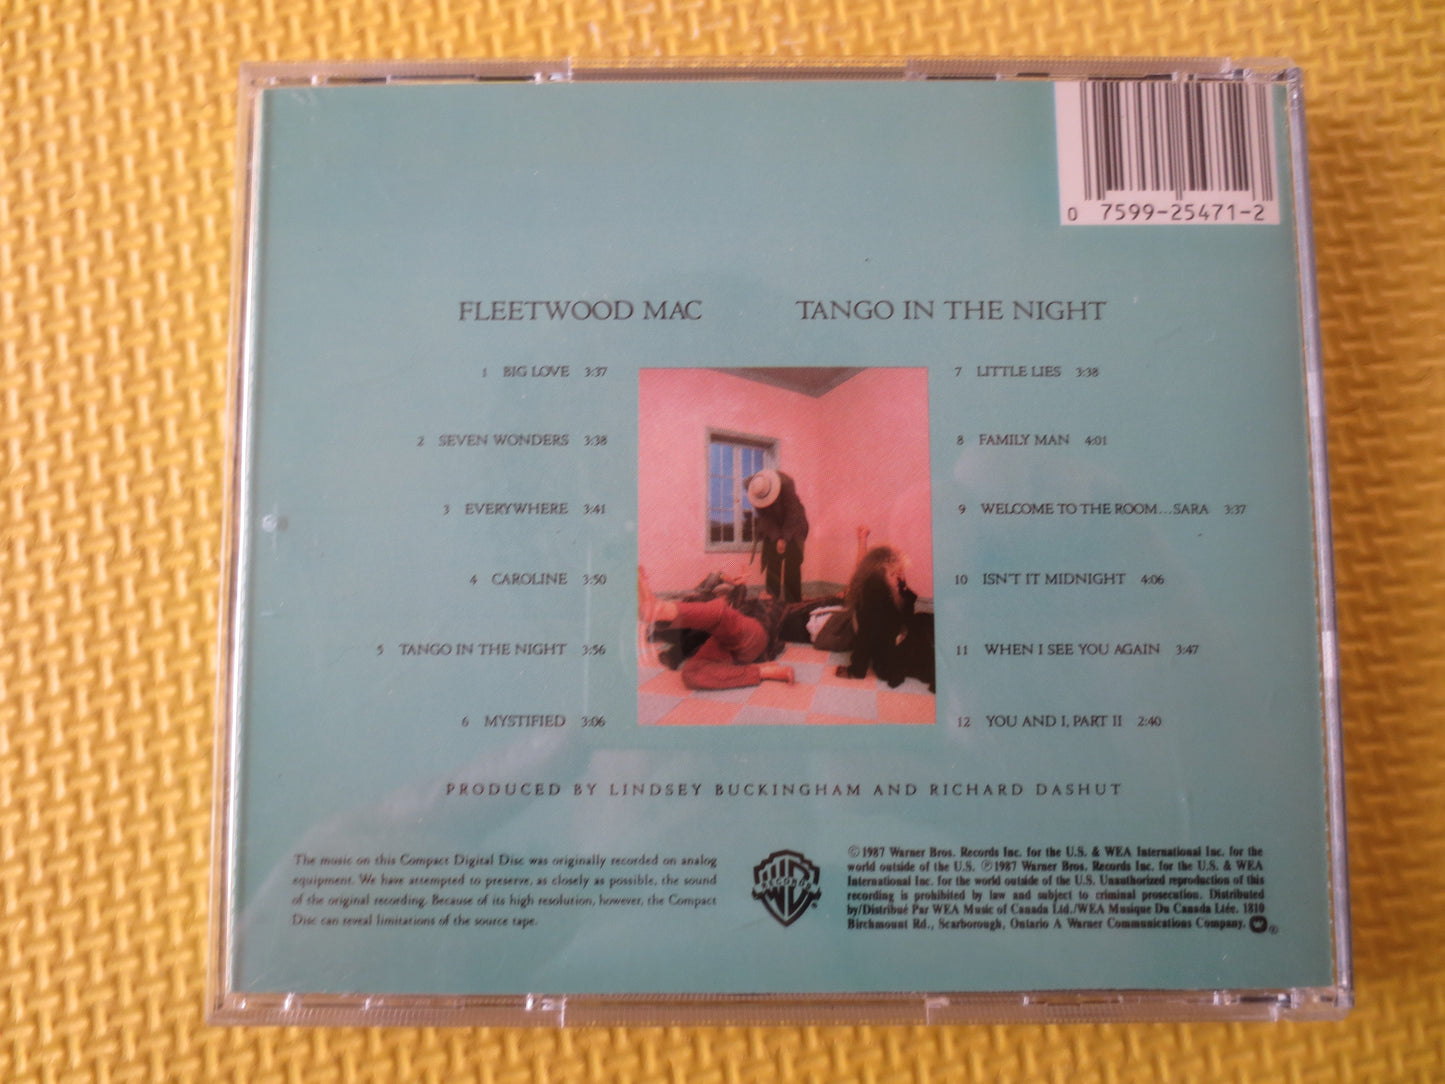 0 7599-25471-2
FLEETWOOD MAC TANGO IN THE NIGHT
1 BIG LOVE 3:37
2 SEVEN WONDERS 3:38
3 EVERYWHERE 3:41
4 CAROLINE 3:50
5 TANGO IN THE NIGHT 3:56
6 MYSTIFIED 3:06
7 LITTLE LIES 3:38
8 FAMILY MAN 4:01
9 WELCOME TO THE ROOM...SARA 3:37
10 ISN'T IT MIDNIGHT 4:06
11 WHEN I SEE YOU AGAIN 3:47
12 YOU AND I, PART II 2:40
PRODUCED BY LINDSEY BUCKINGHAM AND RICHARD DASHUT
The music on this Compact Digital Disc was originally recorded on analog
equipment. We have attempted to preserve, as closely as possible, the sound
of the original recording. Because of its high resolution, however, the Compact
Disc can reveal limitations of the source tape.
WB
RECORDS
®
©1987 Warner Bros. Records Inc. for the U.S. & WEA International Inc. for the
world outside of the U.S. ℗1987 Warner Bros. Records Inc. for the U.S. & WEA
International Inc. for the world outside of the U.S. Unauthorized reproduction of this
recording is prohibited by law and subject to criminal prosecution. Distributed
by/Distribué Par WEA Music of Canada Ltd./WEA Musique Du Canada Liée. 1810
Birchmount Rd., Scarborough, Ontario A Warner Communications Company. ®